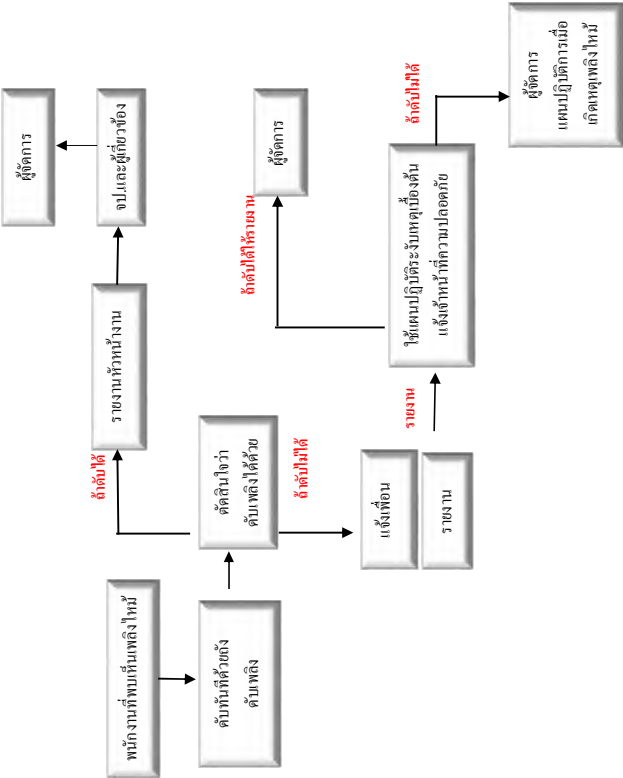 พนักงานที่พบเห็นเพลิงไหม้
ดับทันทีด้วยถัง
ดับเพลิง
ตัดสินใจว่า
ดับเพลิงได้ด้วย
ถ้าดับได้
รายงานหัวหน้างาน
จป.และผู้เกี่ยวข้อง
ผู้จัดการ
ถ้าดับไม่ได้
แจ้งเพื่อน
รายงาน
รายงาน
ใช้แผนปฏิบัติระงับเหตุเบื้องต้น
แจ้งเจ้าหน้าที่ความปลอดภัย
ถ้าดับได้ให้รายงาน
ผู้จัดการ
ถ้าดับไม่ได้
ผู้จัดการ
แผนปฏิบัติการเมื่อ
เกิดเหตุเพลิงไหม้